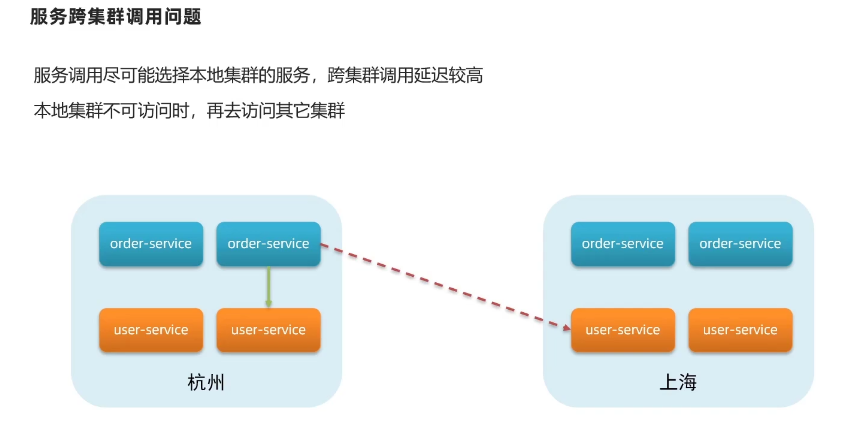 服务跨集群调用问题
服务调用尽可能选择本地集群的服务，跨集群调用延迟较高
本地集群不可访问时，再去访问其它集群
order-service order-service order-service order-service
user-service user-service user-service user-service
杭州 上海